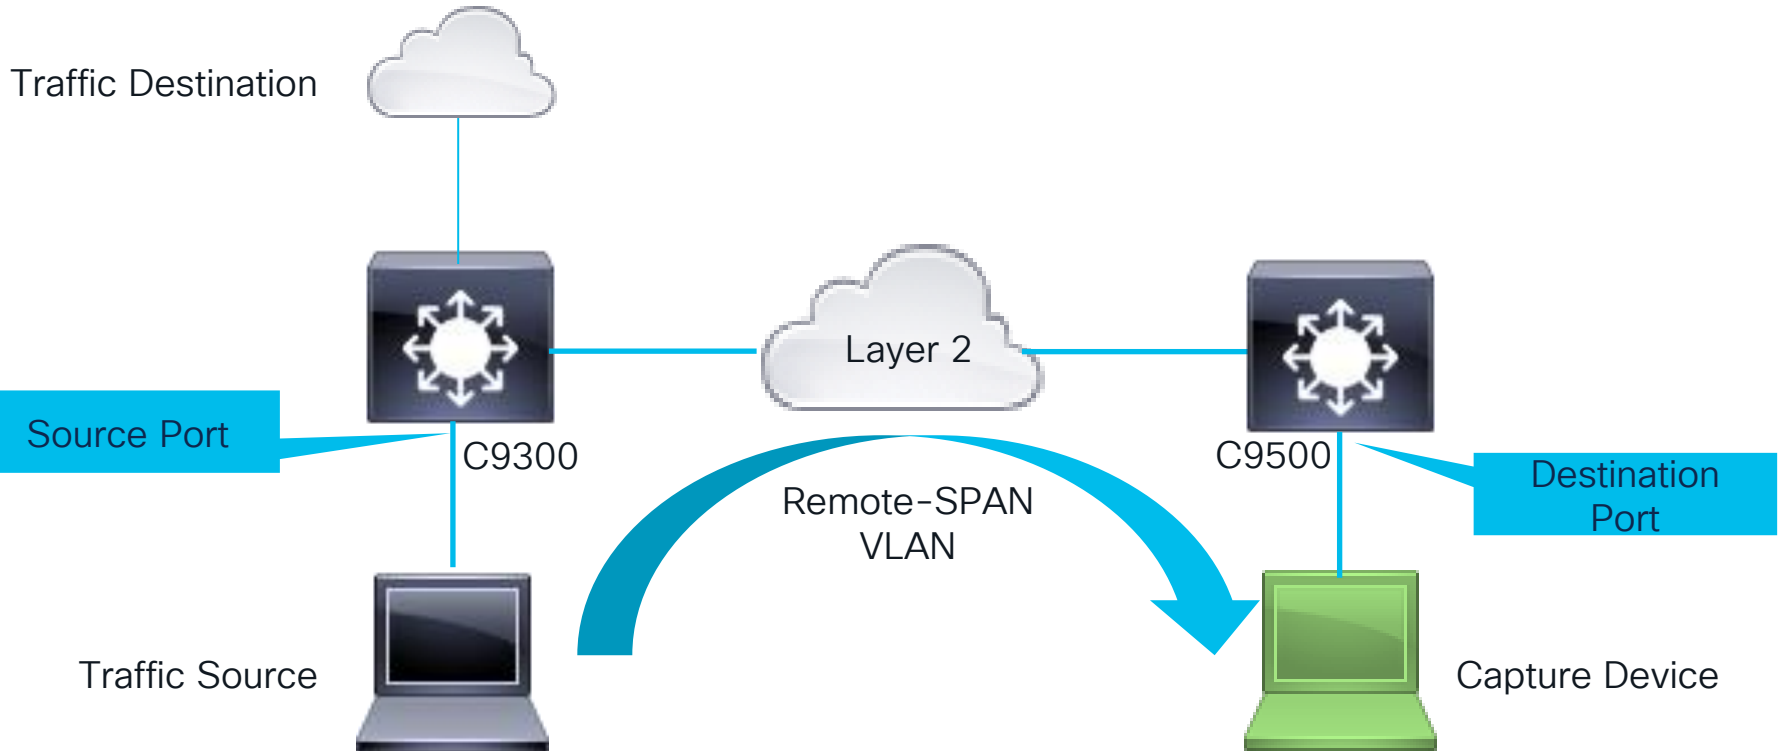 Traffic Destination
Layer 2
Source Port
C9300
C9500
Destination
Port
Remote-SPAN
VLAN
Traffic Source
Capture Device